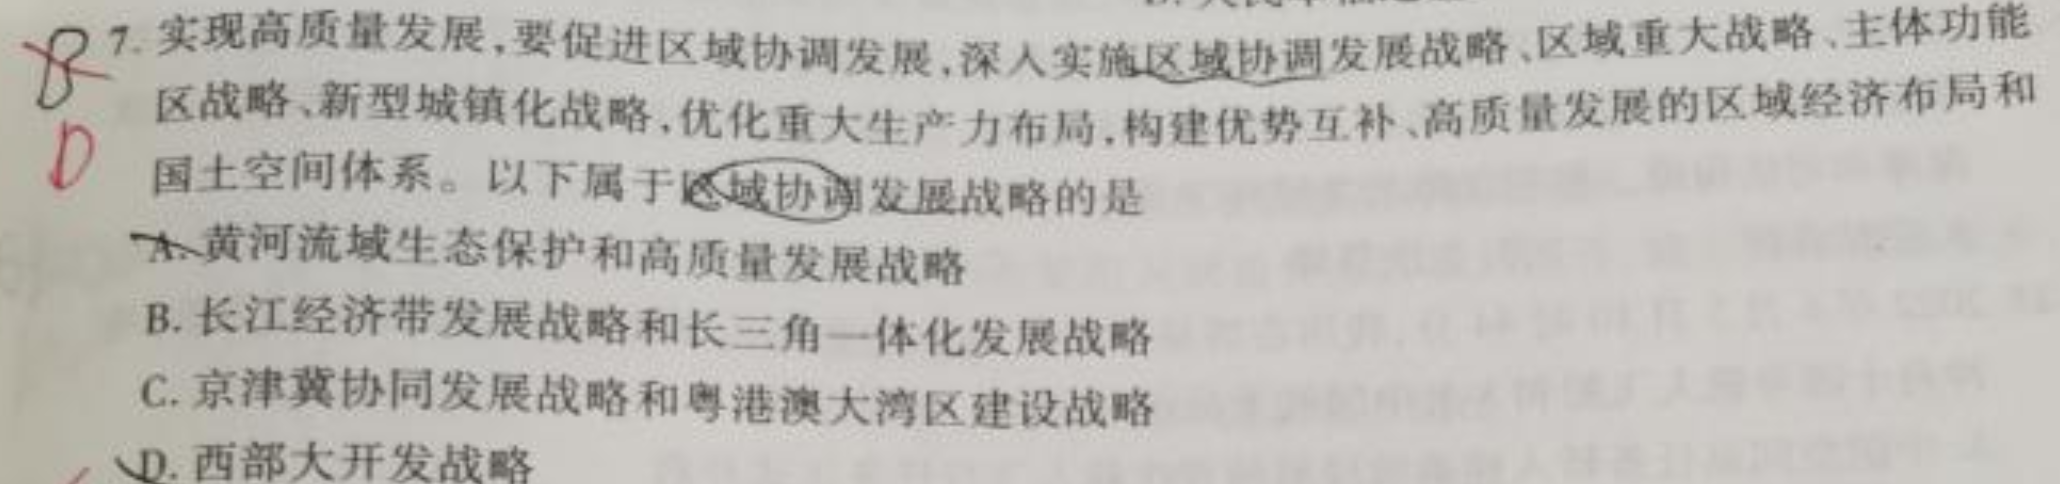 B
D
7. 实现高质量发展,要促进区域协调发展,深入实施区域协调发展战略、区域重大战略、主体功能
区战略、新型城镇化战略,优化重大生产力布局,构建优势互补、高质量发展的区域经济布局和
国土空间体系。以下属于区域协调发展战略的是
A. 黄河流域生态保护和高质量发展战略
B. 长江经济带发展战略和长三角一体化发展战略
C. 京津冀协同发展战略和粤港澳大湾区建设战略
D. 西部大开发战略